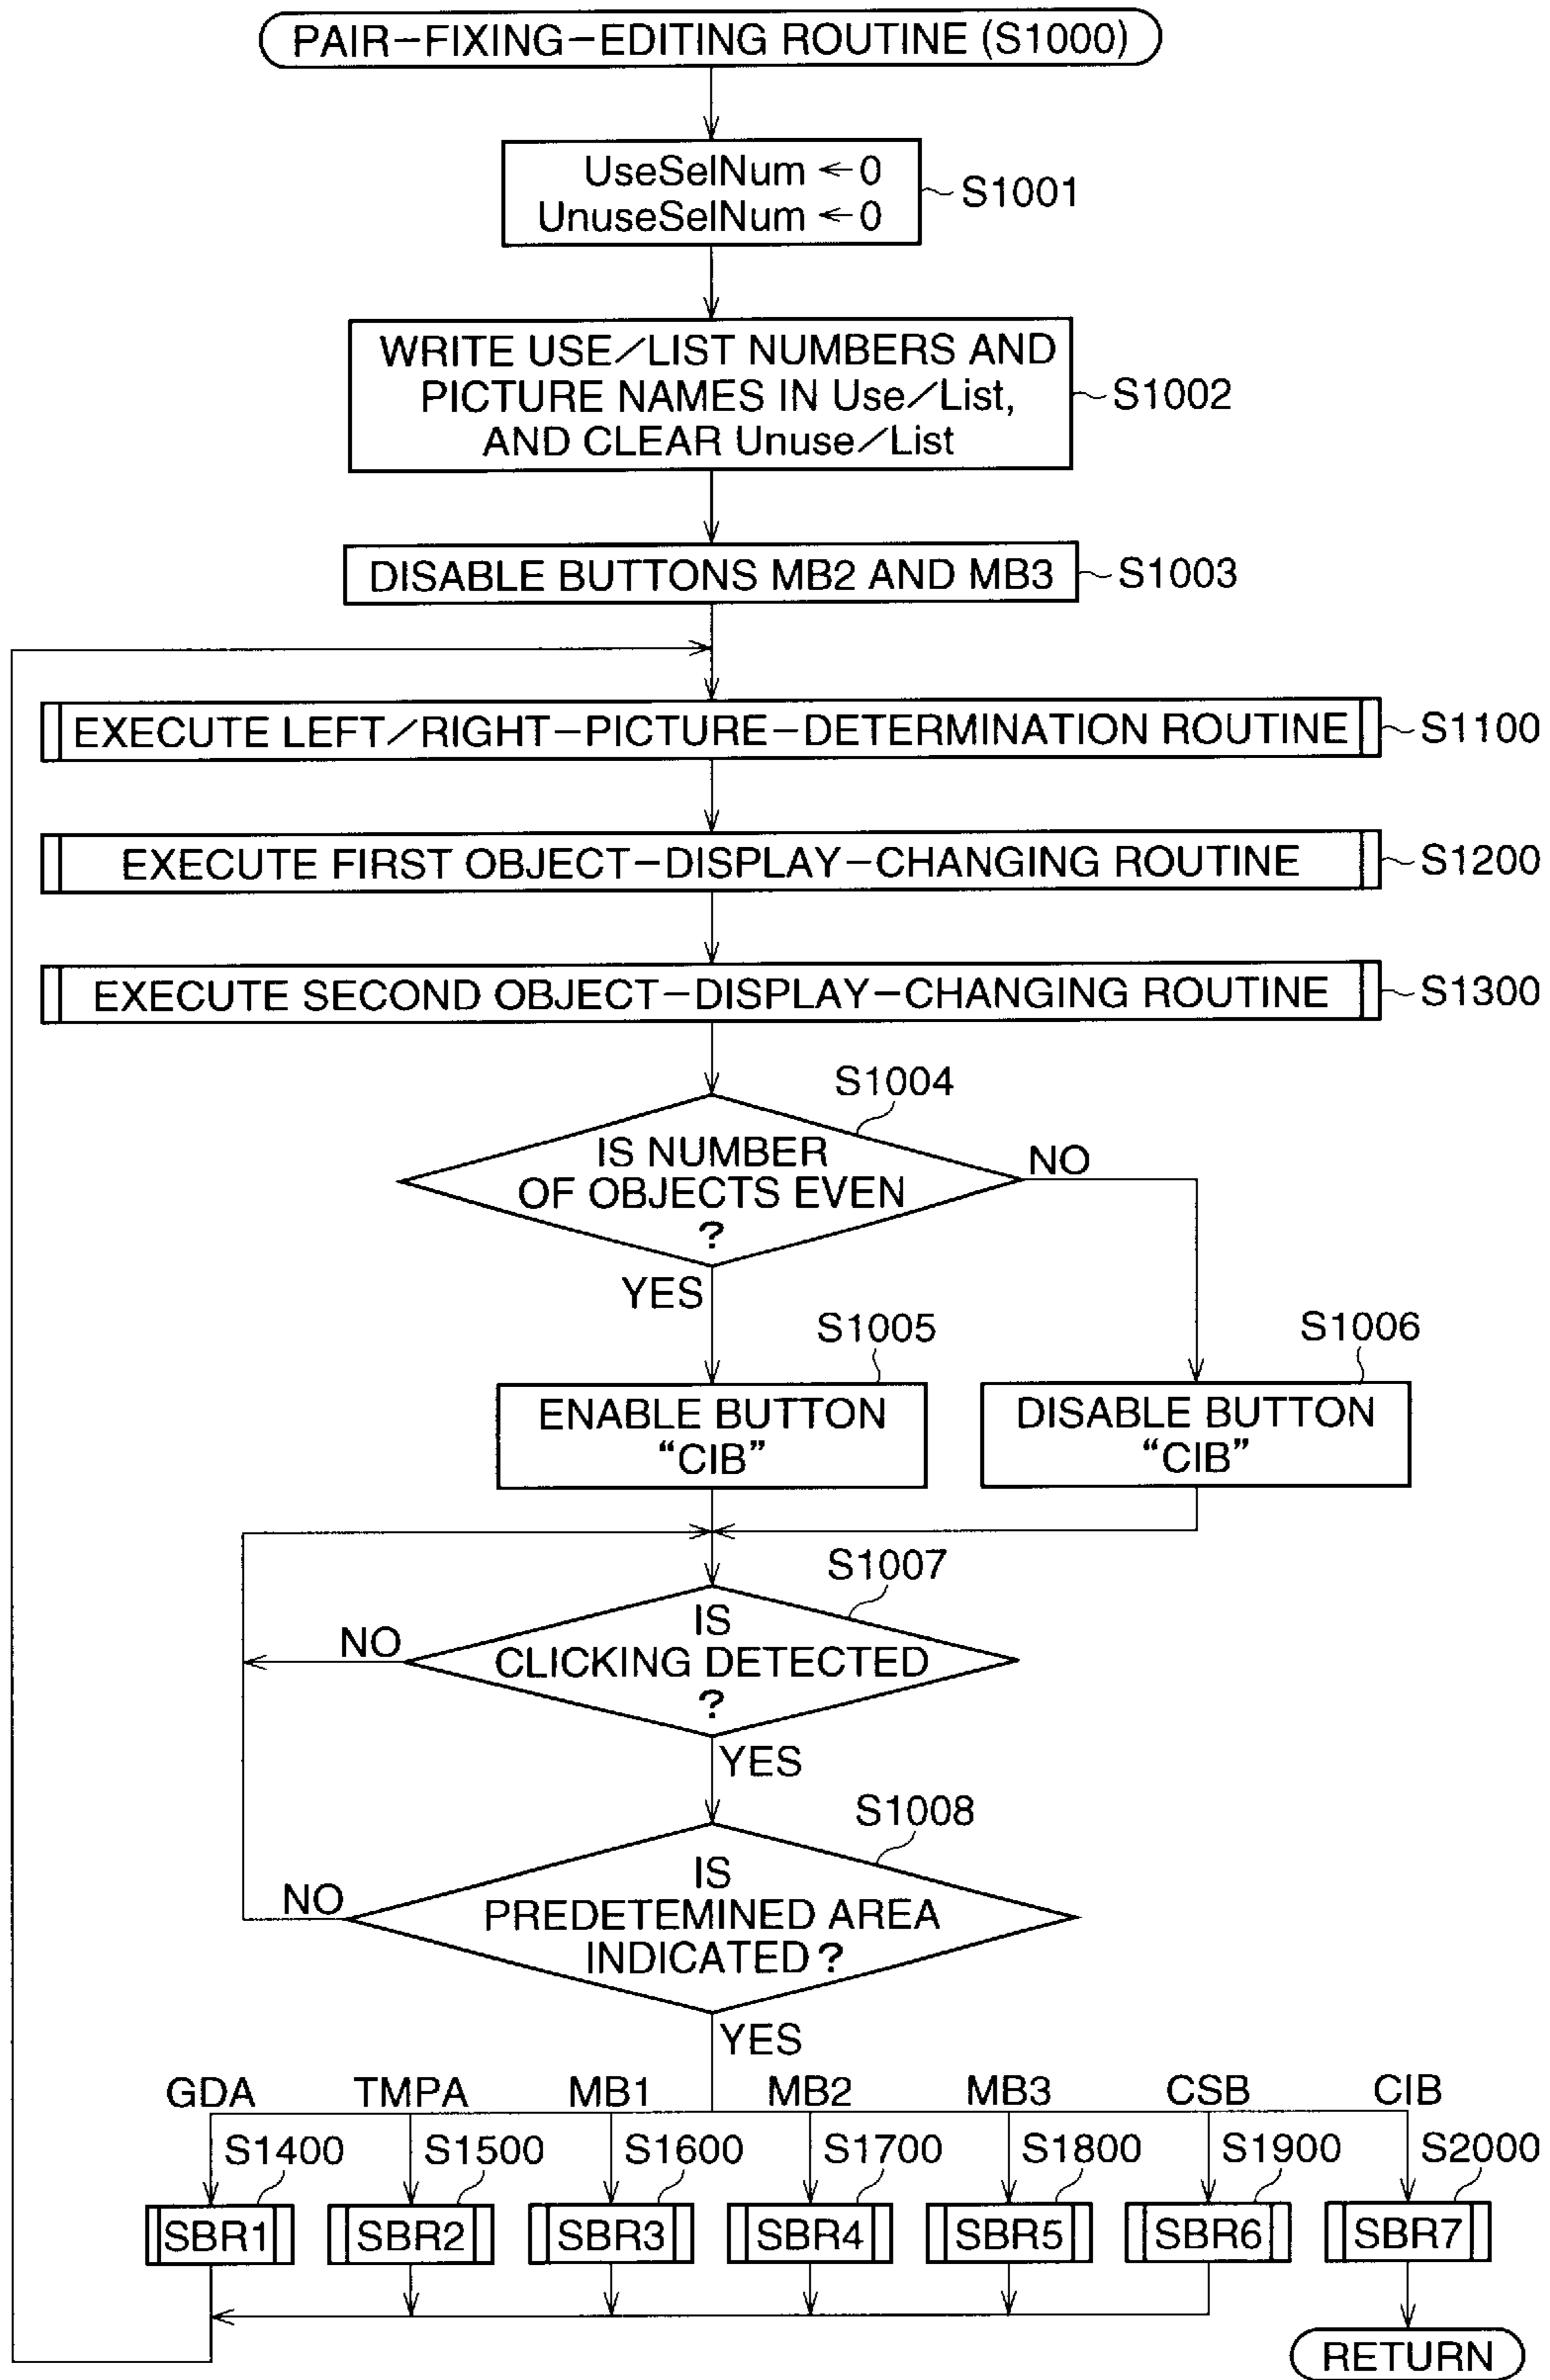 PAIR-FIXING-EDITING ROUTINE (S1000)
UseSelNum ← 0
UnuseSelNum ← 0
S1001
WRITE USE/LIST NUMBERS AND
PICTURE NAMES IN Use/List,
AND CLEAR Unuse/List
S1002
DISABLE BUTTONS MB2 AND MB3
S1003
EXECUTE LEFT/RIGHT-PICTURE-DETERMINATION ROUTINE
S1100
EXECUTE FIRST OBJECT-DISPLAY-CHANGING ROUTINE
S1200
EXECUTE SECOND OBJECT-DISPLAY-CHANGING ROUTINE
S1300
S1004
IS NUMBER
OF OBJECTS EVEN
?
NO
YES
S1005
S1006
ENABLE BUTTON
“CIB”
DISABLE BUTTON
“CIB”
S1007
IS
CLICKING DETECTED
?
NO
YES
S1008
IS
PREDETEMINED AREA
INDICATED ?
NO
YES
GDA TMPA MB1 MB2 MB3 CSB CIB
S1400 S1500 S1600 S1700 S1800 S1900 S2000
SBR1 SBR2 SBR3 SBR4 SBR5 SBR6 SBR7
RETURN